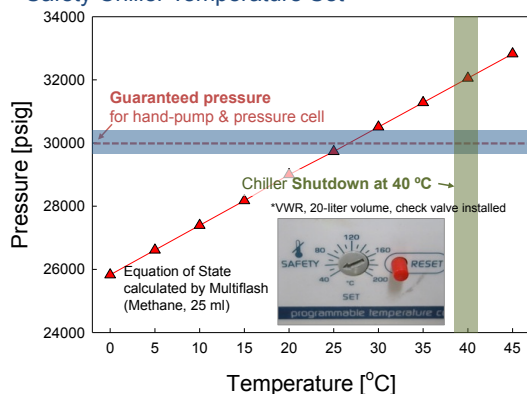 Safety Chiller Temperature Set
34000
32000
30000
28000
26000
24000
Pressure [psig]
Guaranteed pressure
for hand-pump & pressure cell
Chiller Shutdown at 40 ºC
*VWR, 20-liter volume, check valve installed
Equation of State
calculated by Multiflash
(Methane, 25 ml)
120
80
160
SAFETY
RESET
40
200
°C
SET
programmable temperature c
0 5 10 15 20 25 30 35 40 45
Temperature [°C]